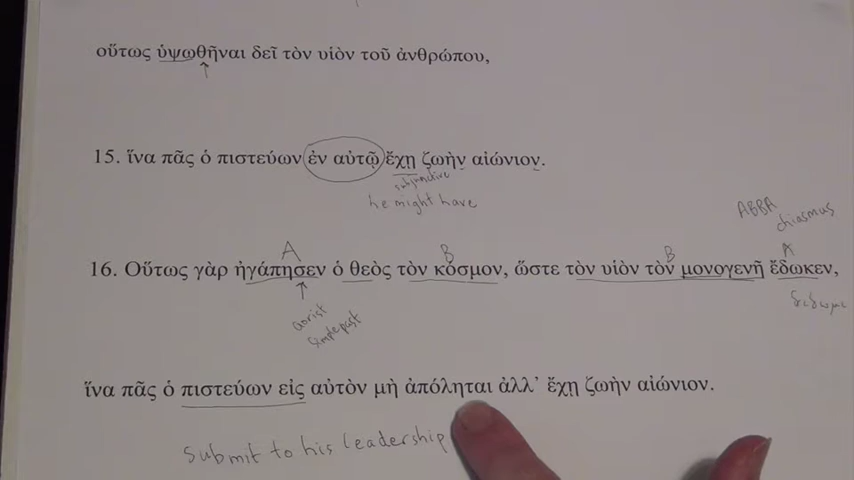 οὕτως ὑψωθῆναι δεῖ τὸν υἱὸν τοῦ ἀνθρώπου,
15. ἵνα πᾶς ὁ πιστεύων ἐν αὐτῷ ἔχῃ ζωὴν αἰώνιον.
subjunctive
he might have
ABBA
chiasmus
A B B A
16. Οὕτως γὰρ ἠγάπησεν ὁ θεὸς τὸν κόσμον, ὥστε τὸν υἱὸν τὸν μονογενῆ ἔδωκεν,
aorist
simple past
διδωμι
ἵνα πᾶς ὁ πιστεύων εἰς αὐτὸν μὴ ἀπόληται ἀλλ’ ἔχῃ ζωὴν αἰώνιον.
submit to his leadership